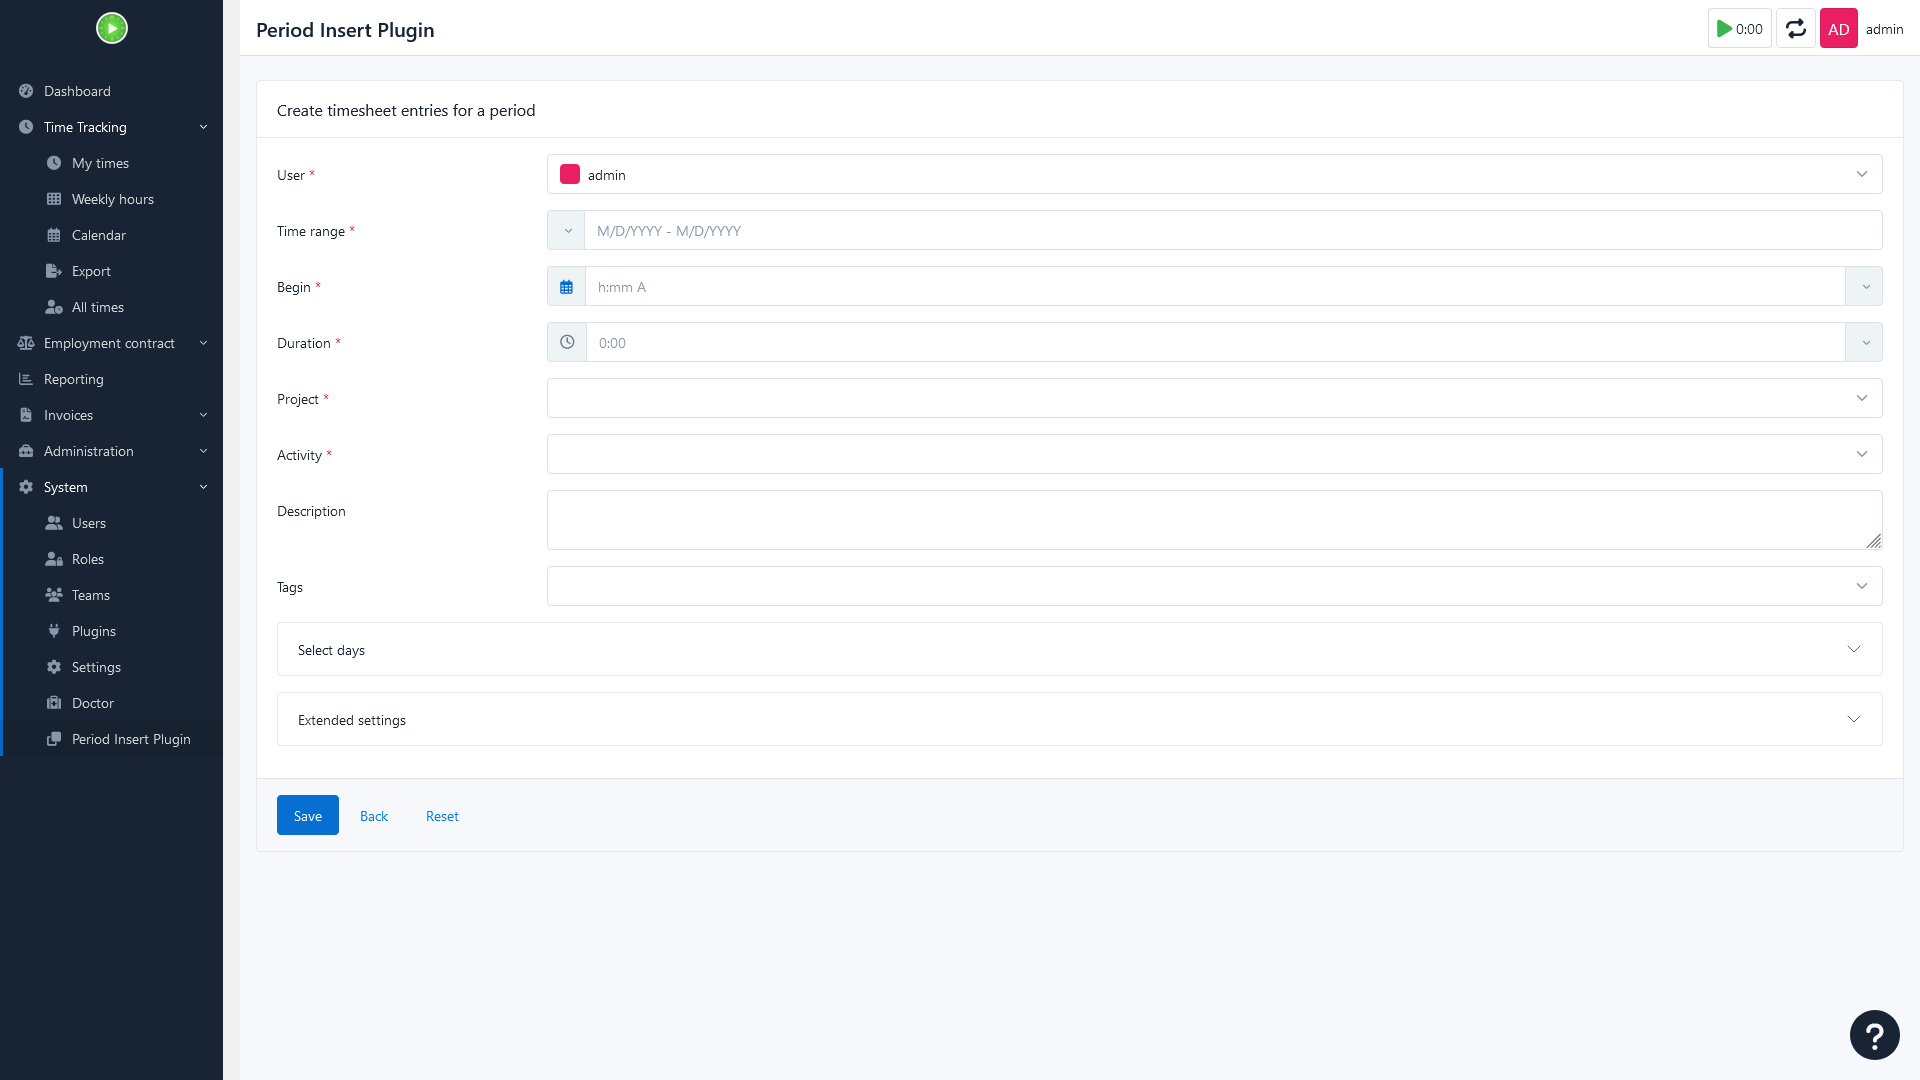 Period Insert Plugin
0:00
AD
admin
Dashboard
Time Tracking
My times
Weekly hours
Calendar
Export
All times
Employment contract
Reporting
Invoices
Administration
System
Users
Roles
Teams
Plugins
Settings
Doctor
Period Insert Plugin
Create timesheet entries for a period
User *
admin
Time range *
M/D/YYYY - M/D/YYYY
Begin *
h:mm A
Duration *
0:00
Project *
Activity *
Description
Tags
Select days
Extended settings
Save
Back
Reset
?